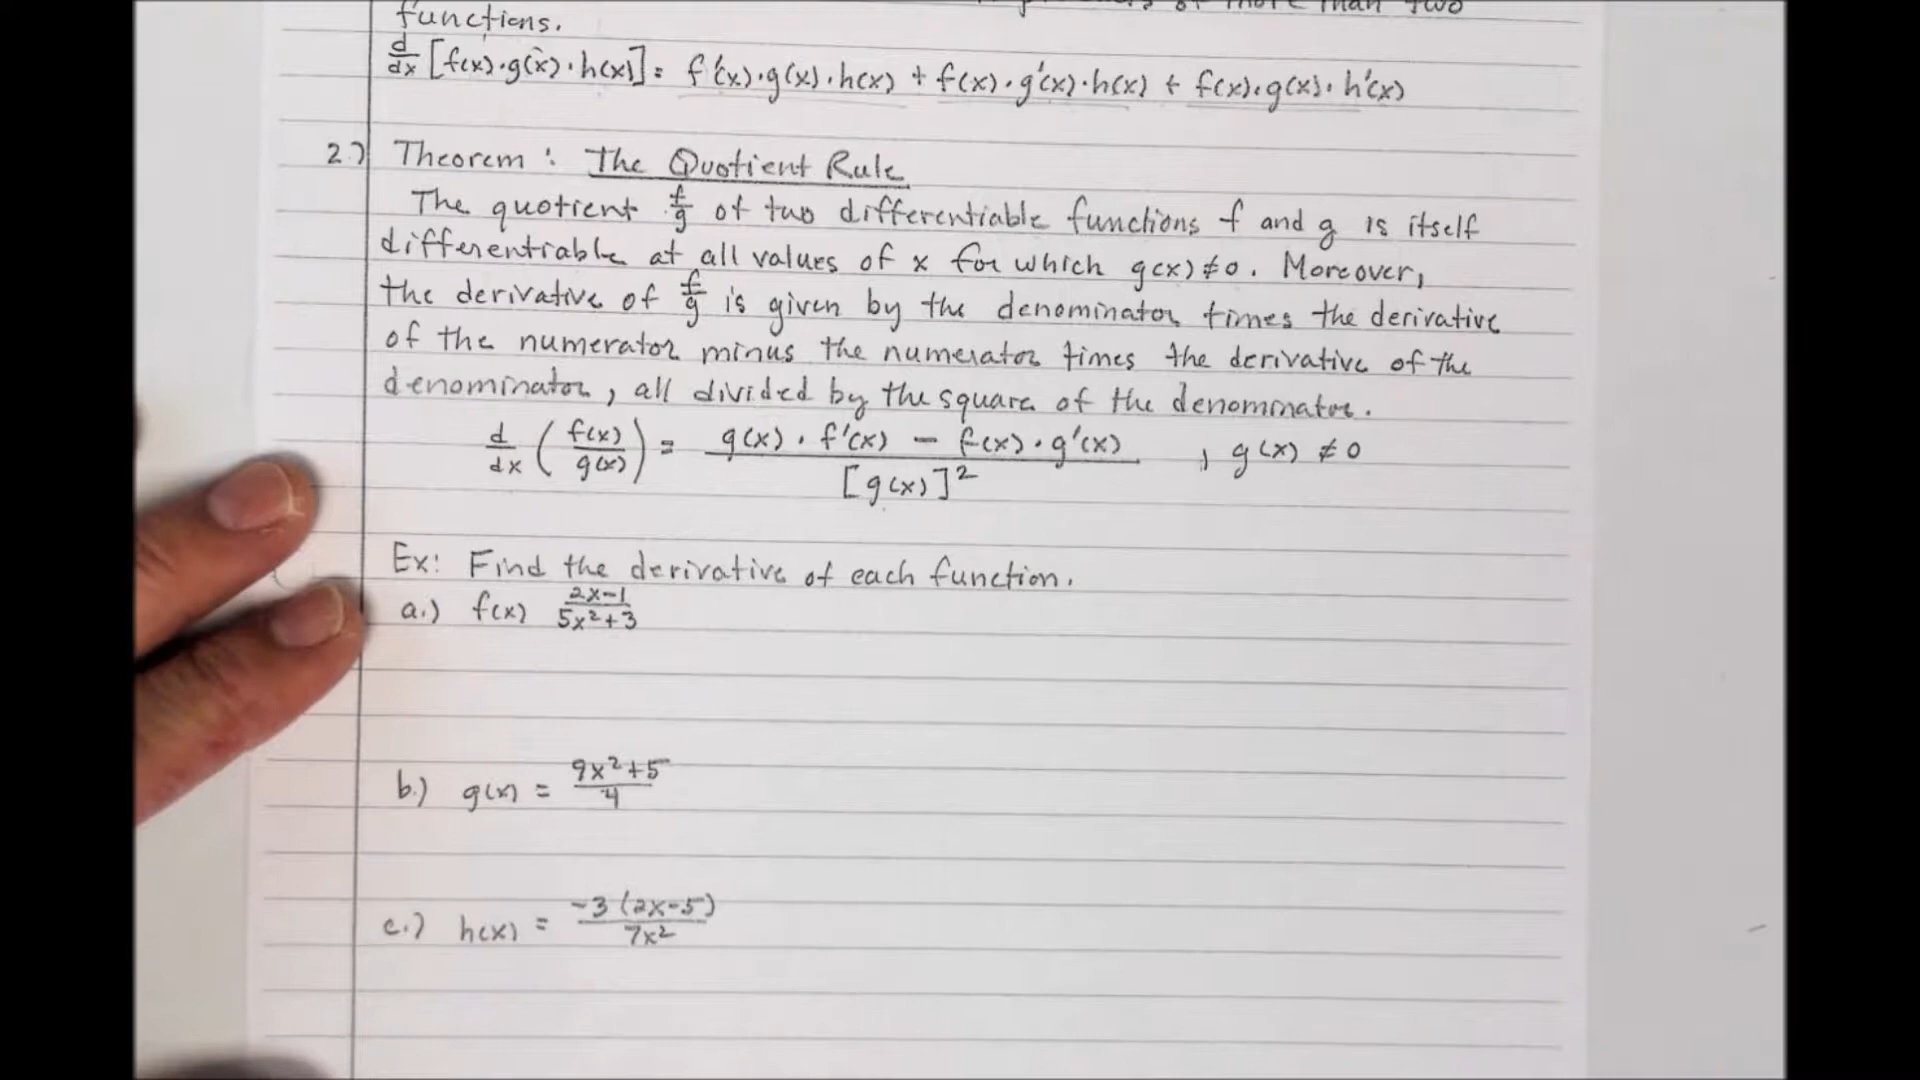 of more than two
functions.
d/dx [f(x)·g(x)·h(x)] = f'(x)·g(x)·h(x) + f(x)·g'(x)·h(x) + f(x)·g(x)·h'(x)
2.) Theorem: The Quotient Rule
The quotient f/g of two differentiable functions f and g is itself
differentiable at all values of x for which g(x) ≠ 0. Moreover,
the derivative of f/g is given by the denominator times the derivative
of the numerator minus the numerator times the derivative of the
denominator, all divided by the square of the denominator.
d/dx (f(x)/g(x)) = g(x)·f'(x) - f(x)·g'(x) / [g(x)]² , g(x) ≠ 0
Ex: Find the derivative of each function.
a.) f(x) 2x-1 / 5x²+3
b.) g(x) = 9x²+5 / 4
c.) h(x) = -3(2x-5) / 7x²